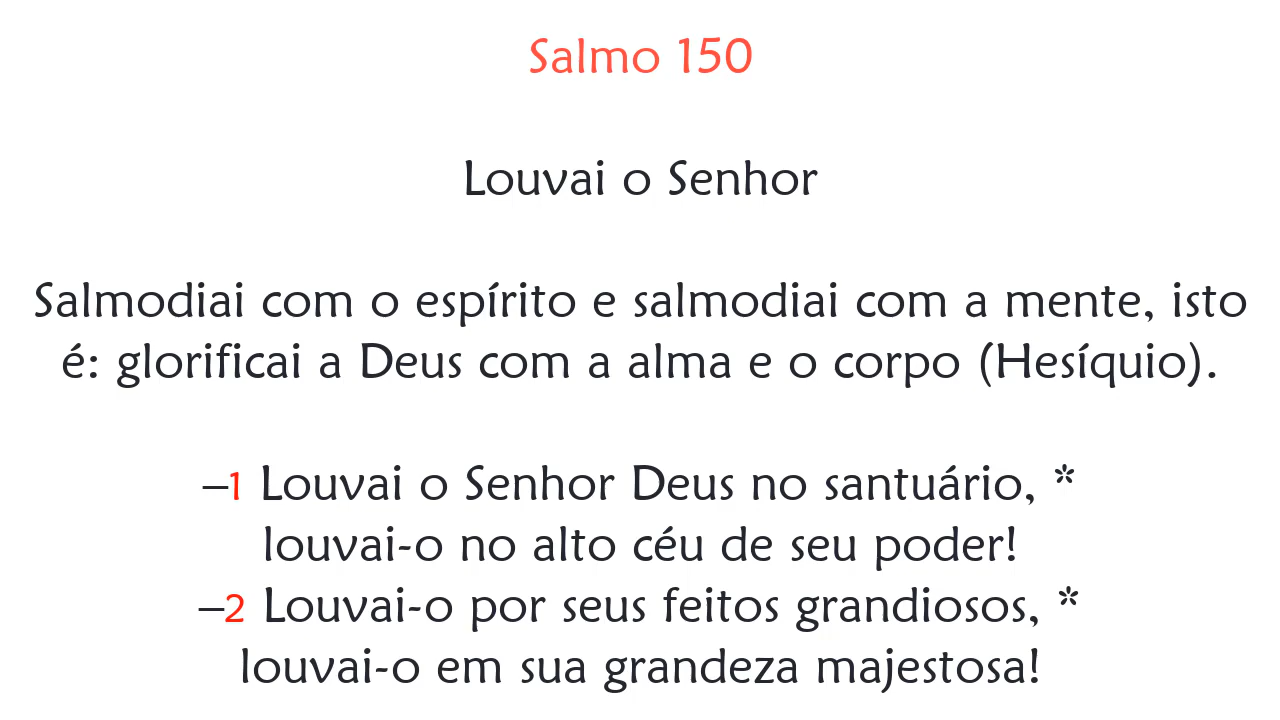 Salmo 150
Louvai o Senhor
Salmodiai com o espírito e salmodiai com a mente, isto
é: glorificai a Deus com a alma e o corpo (Hesíquio).
–1 Louvai o Senhor Deus no santuário, *
louvai-o no alto céu de seu poder!
–2 Louvai-o por seus feitos grandiosos, *
louvai-o em sua grandeza majestosa!